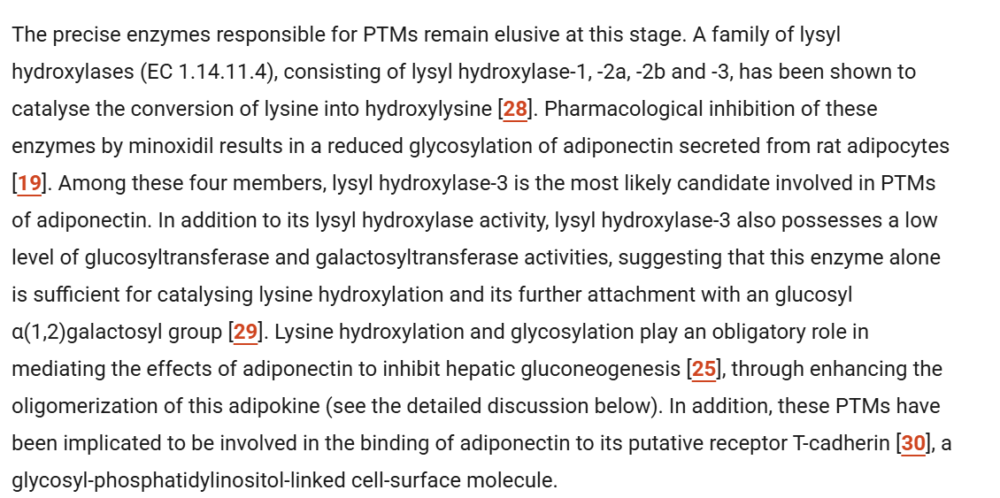 The precise enzymes responsible for PTMs remain elusive at this stage. A family of lysyl
hydroxylases (EC 1.14.11.4), consisting of lysyl hydroxylase-1, -2a, -2b and -3, has been shown to
catalyse the conversion of lysine into hydroxylysine [28]. Pharmacological inhibition of these
enzymes by minoxidil results in a reduced glycosylation of adiponectin secreted from rat adipocytes
[19]. Among these four members, lysyl hydroxylase-3 is the most likely candidate involved in PTMs
of adiponectin. In addition to its lysyl hydroxylase activity, lysyl hydroxylase-3 also possesses a low
level of glucosyltransferase and galactosyltransferase activities, suggesting that this enzyme alone
is sufficient for catalysing lysine hydroxylation and its further attachment with an glucosyl
α(1,2)galactosyl group [29]. Lysine hydroxylation and glycosylation play an obligatory role in
mediating the effects of adiponectin to inhibit hepatic gluconeogenesis [25], through enhancing the
oligomerization of this adipokine (see the detailed discussion below). In addition, these PTMs have
been implicated to be involved in the binding of adiponectin to its putative receptor T-cadherin [30], a
glycosyl-phosphatidylinositol-linked cell-surface molecule.